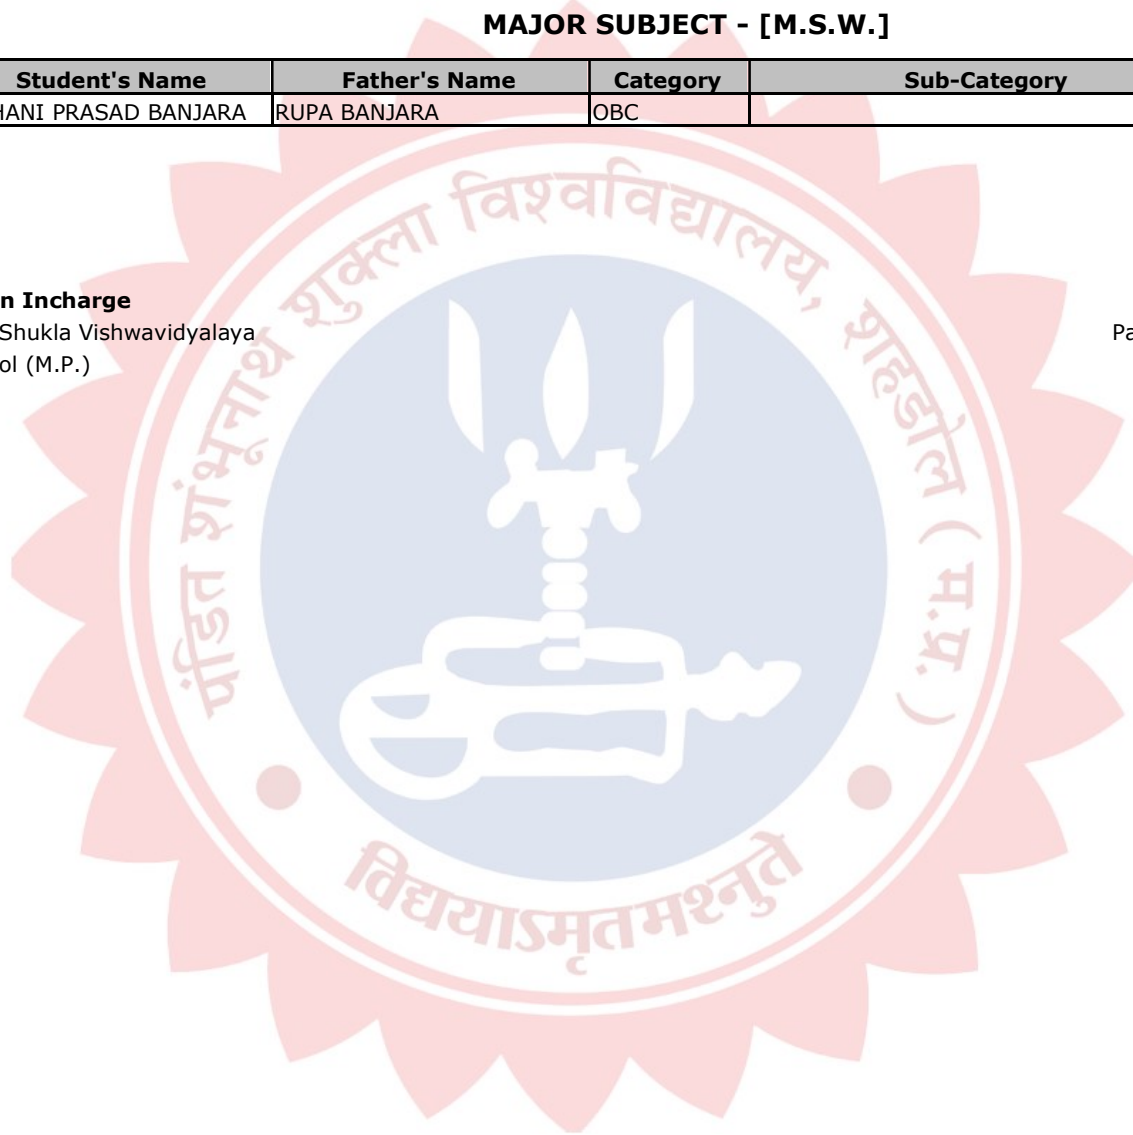 MAJOR SUBJECT - [M.S.W.]
Student's Name Father's Name Category Sub-Category
HANI PRASAD BANJARA RUPA BANJARA OBC
n Incharge
Shukla Vishwavidyalaya Pa
ol (M.P.)
पंडित शंभूनाथ शुक्ला विश्वविद्यालय, शहडोल (म.प्र.)
विद्ययाऽमृतमश्नुते